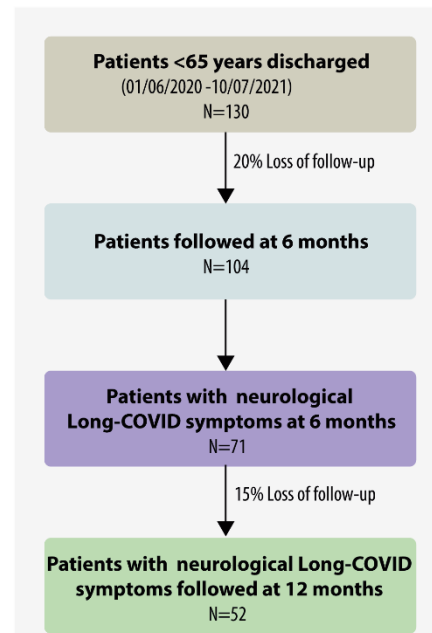 Patients <65 years discharged
(01/06/2020 -10/07/2021)
N=130
20% Loss of follow-up
Patients followed at 6 months
N=104
Patients with neurological
Long-COVID symptoms at 6 months
N=71
15% Loss of follow-up
Patients with neurological Long-COVID
symptoms followed at 12 months
N=52